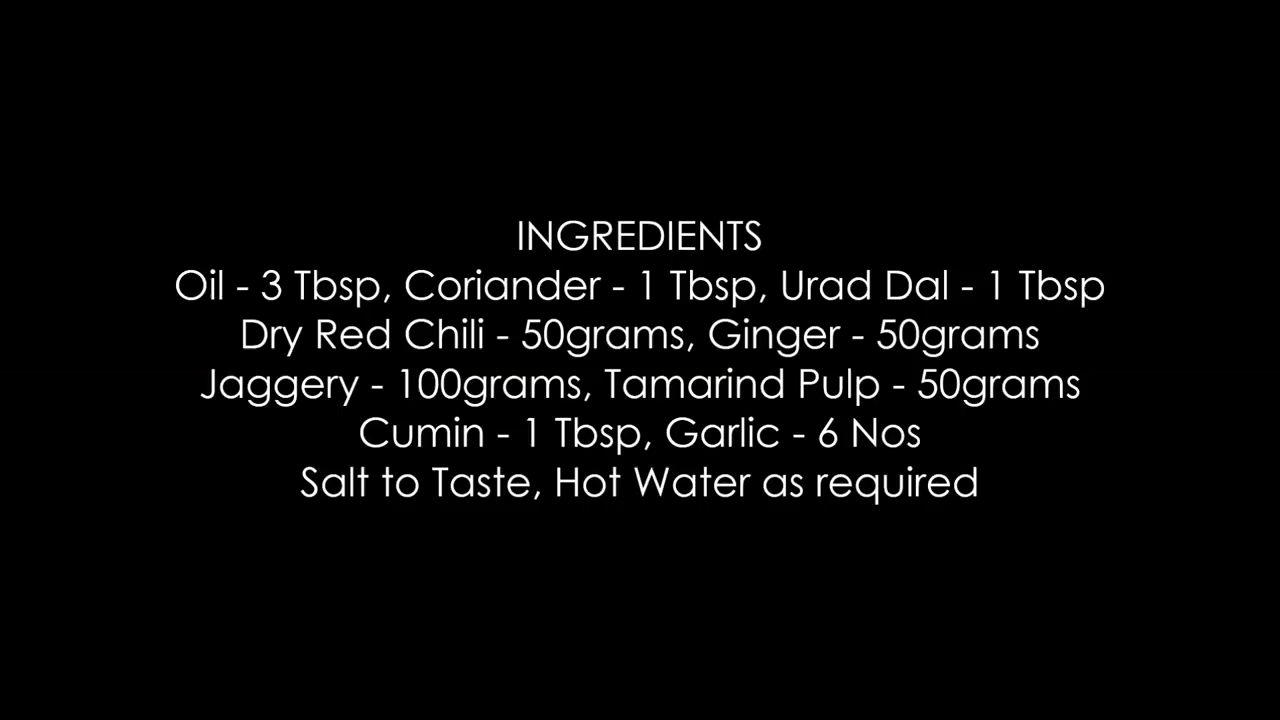 INGREDIENTS
Oil - 3 Tbsp, Coriander - 1 Tbsp, Urad Dal - 1 Tbsp
Dry Red Chili - 50grams, Ginger - 50grams
Jaggery - 100grams, Tamarind Pulp - 50grams
Cumin - 1 Tbsp, Garlic - 6 Nos
Salt to Taste, Hot Water as required